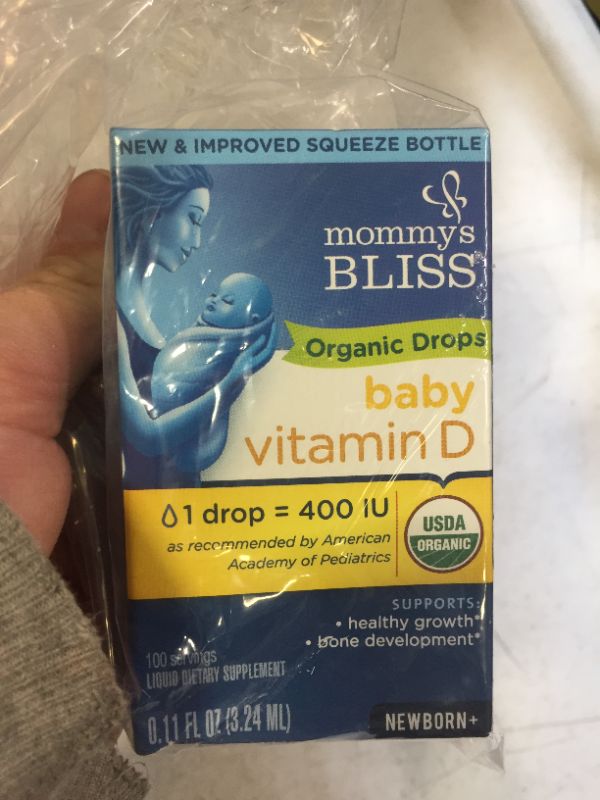 NEW & IMPROVED SQUEEZE BOTTLE
mommy's
BLISS
Organic Drops
baby
vitamin D
1 drop = 400 IU
as recommended by American
Academy of Pediatrics
USDA
ORGANIC
SUPPORTS:
• healthy growth*
• bone development*
100 servings
LIQUID DIETARY SUPPLEMENT
0.11 FL OZ (3.24 ML)
NEWBORN+